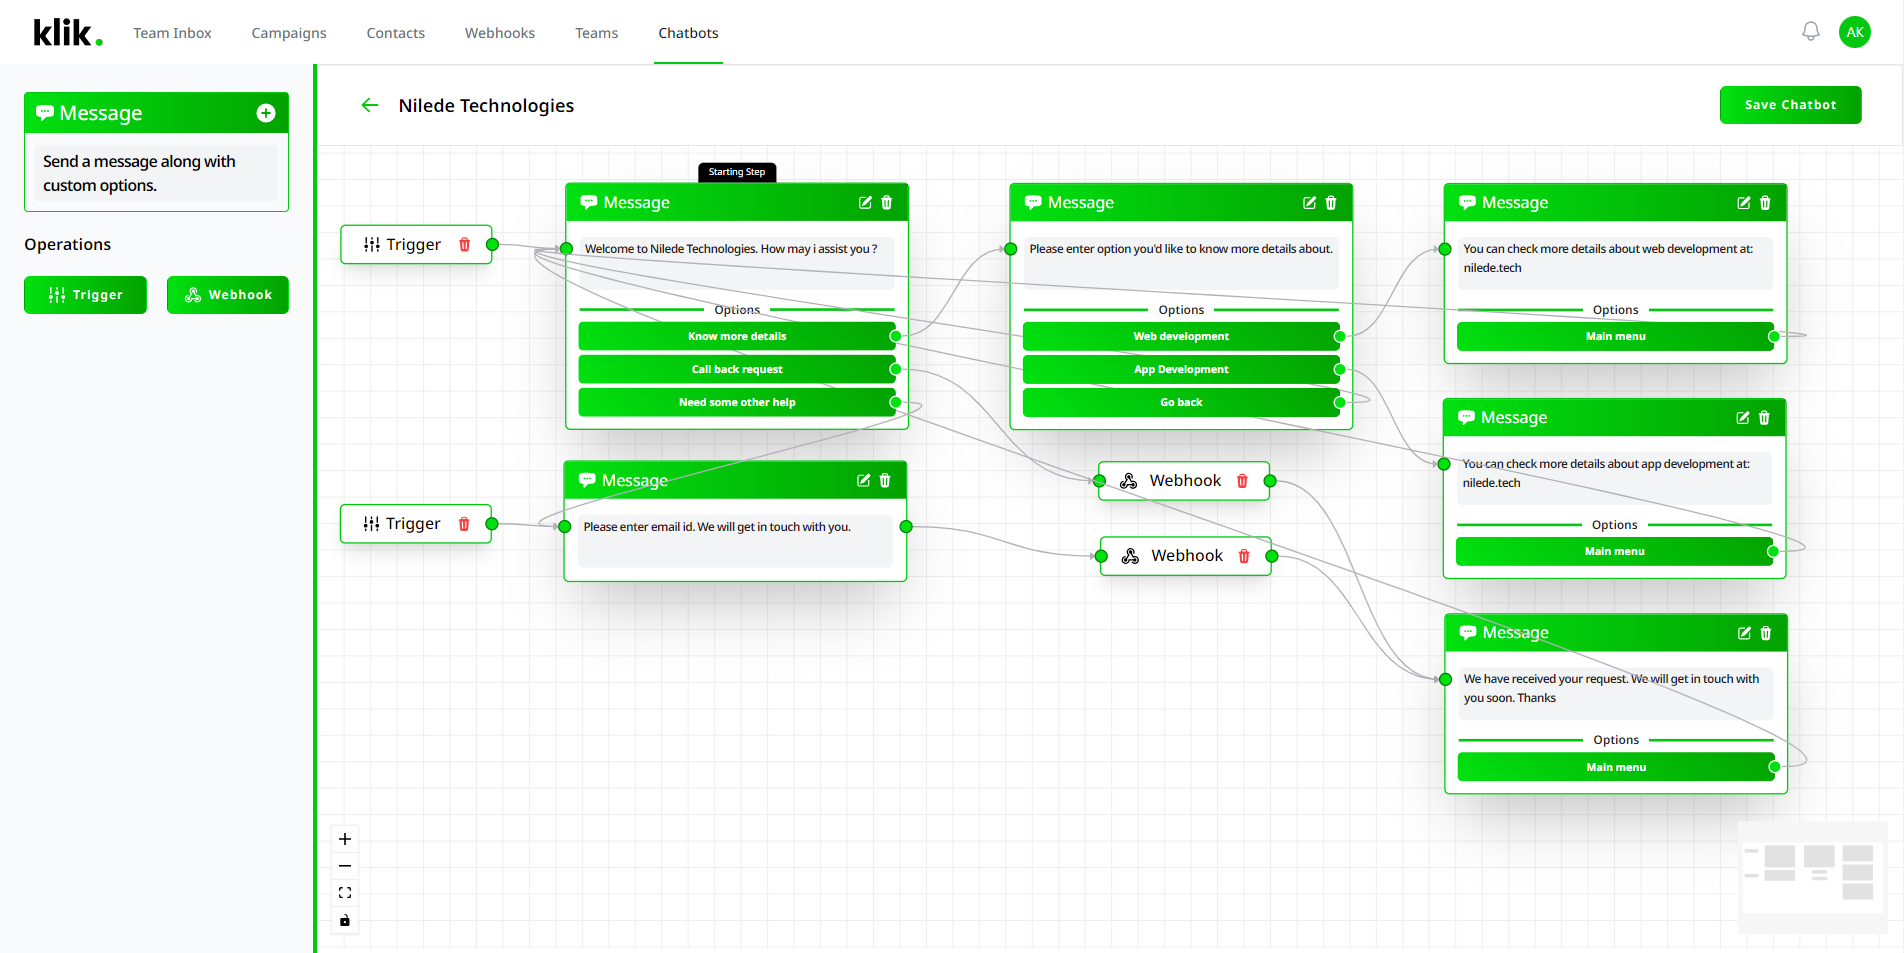 klik.
Team Inbox
Campaigns
Contacts
Webhooks
Teams
Chatbots
AK
Message
Send a message along with
custom options.
Operations
Trigger
Webhook
Nilede Technologies
Save Chatbot
Trigger
Starting Step
Message
Welcome to Nilede Technologies. How may i assist you ?
Options
Know more details
Call back request
Need some other help
Message
Please enter option you'd like to know more details about.
Options
Web development
App Development
Go back
Message
You can check more details about web development at:
nilede.tech
Options
Main menu
Message
You can check more details about app development at:
nilede.tech
Options
Main menu
Trigger
Message
Please enter email id. We will get in touch with you.
Webhook
Webhook
Message
We have received your request. We will get in touch with
you soon. Thanks
Options
Main menu